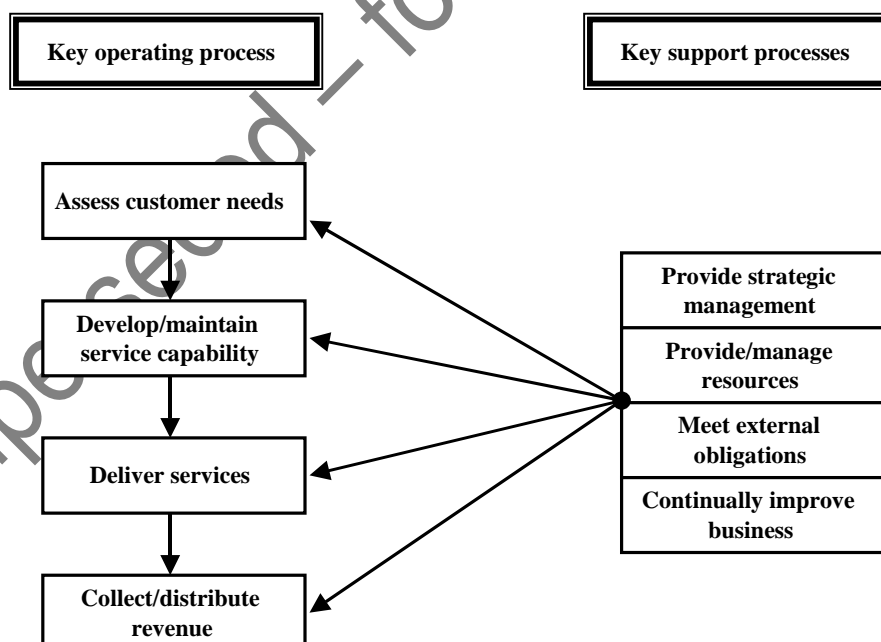 Key operating process
Key support processes
Assess customer needs
Develop/maintain
service capability
Deliver services
Collect/distribute
revenue
Provide strategic
management
Provide/manage
resources
Meet external
obligations
Continually improve
business